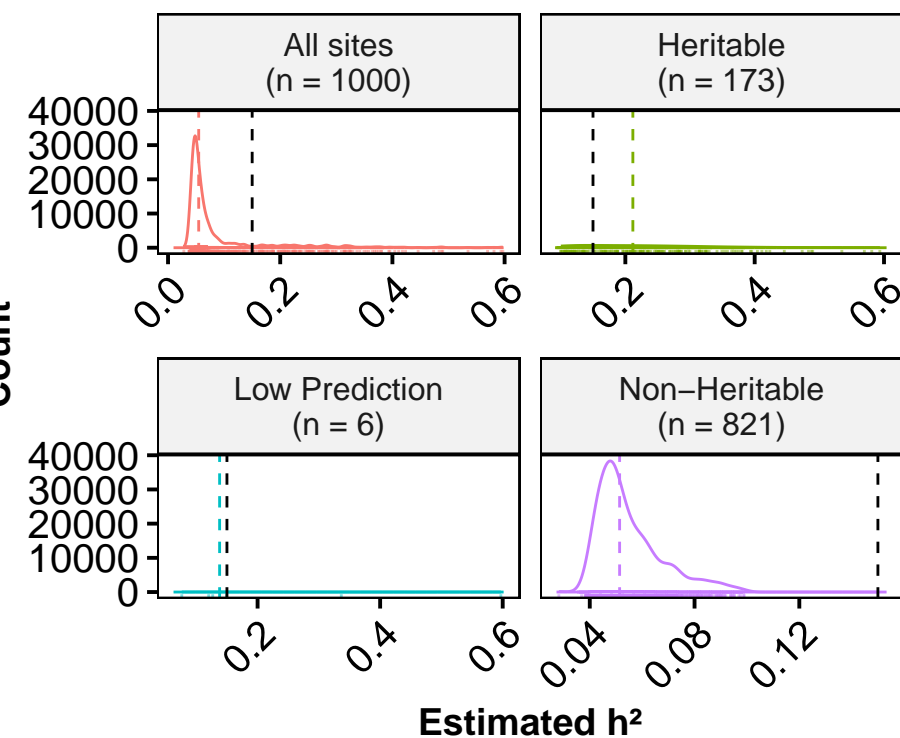 All sites
(n = 1000)
Heritable
(n = 173)
40000
30000
20000
10000
0
0.0 0.2 0.4 0.6
0.2 0.4 0.6
Low Prediction
(n = 6)
Non−Heritable
(n = 821)
40000
30000
20000
10000
0
0.2 0.4 0.6
0.04 0.08 0.12
Estimated h²